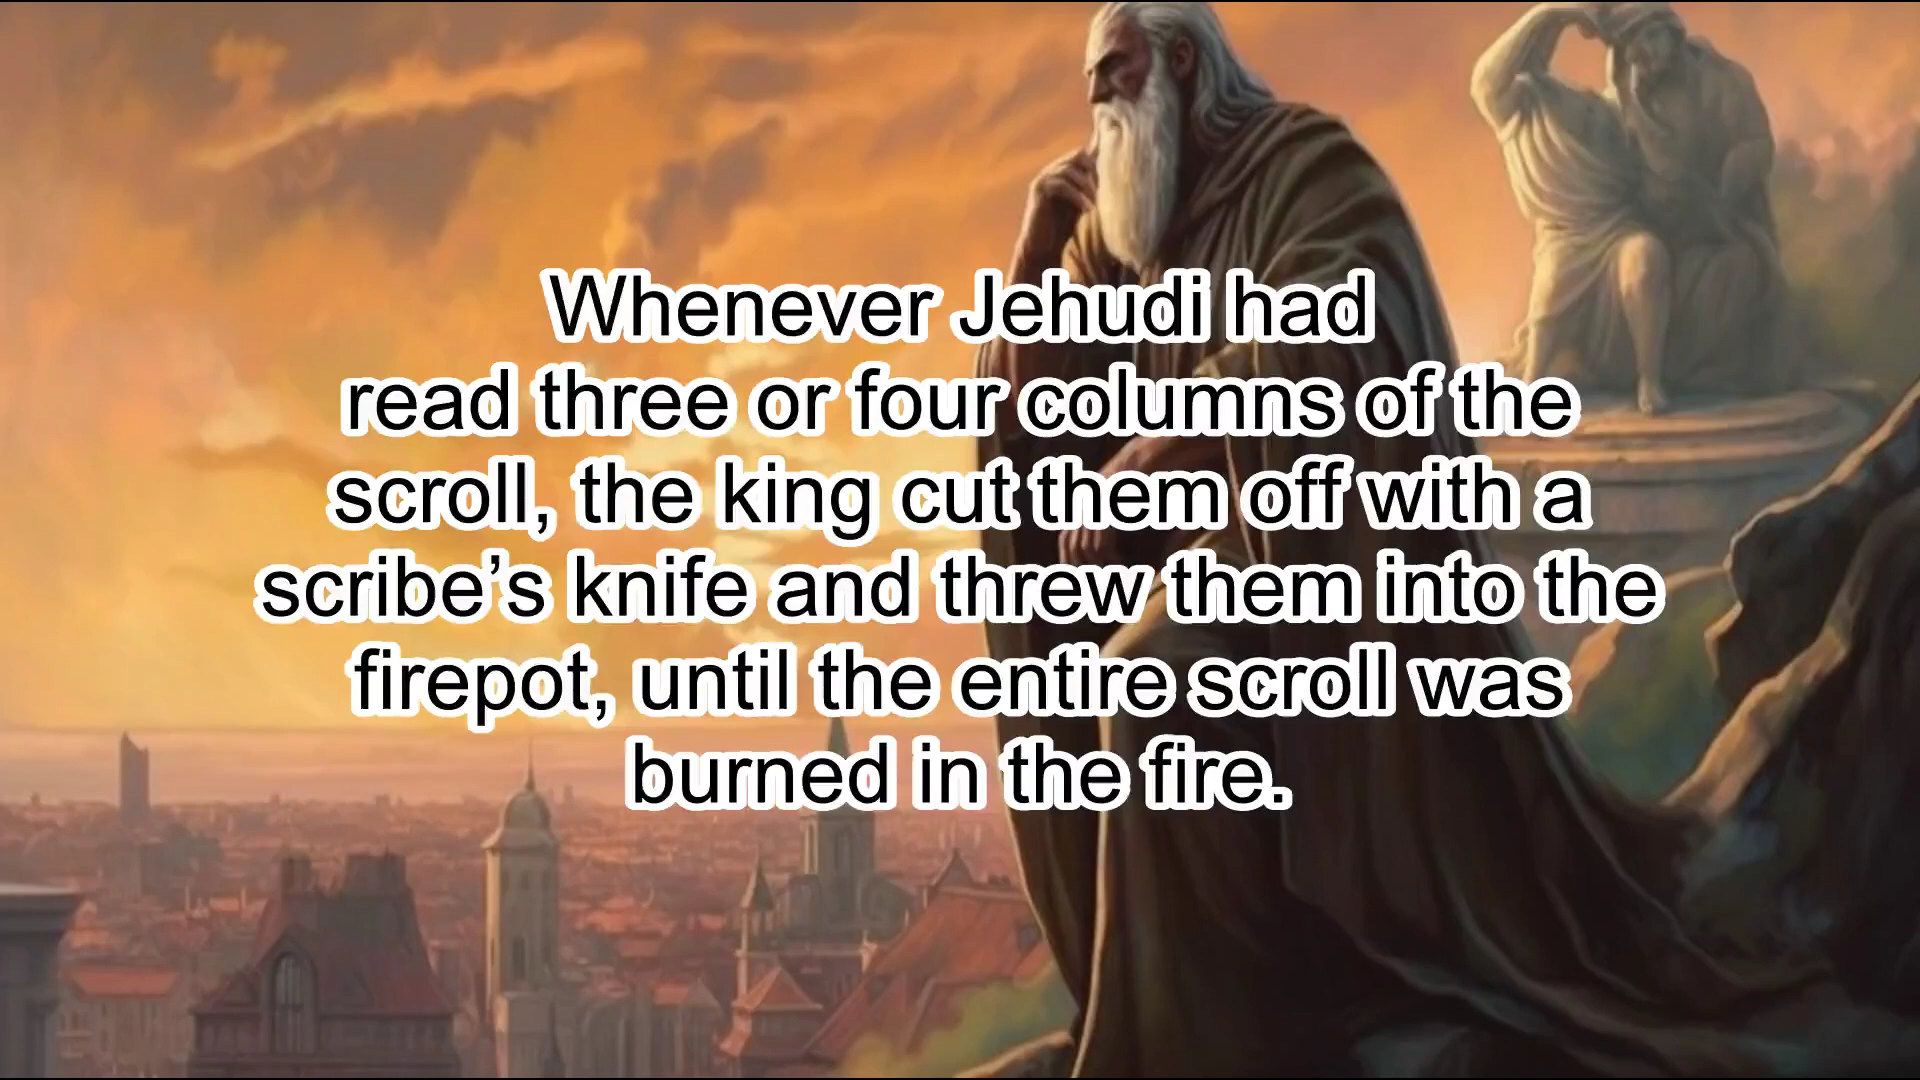 Whenever Jehudi had
read three or four columns of the
scroll, the king cut them off with a
scribe’s knife and threw them into the
firepot, until the entire scroll was
burned in the fire.